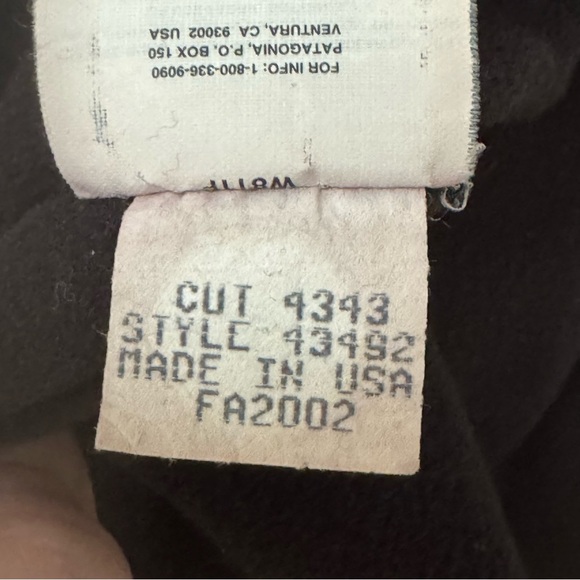 FOR INFO: 1-800-336-9090
PATAGONIA, P.O. BOX 150
VENTURA, CA 93002 USA
CUT 4343
STYLE 43492
MADE IN USA
FA2002